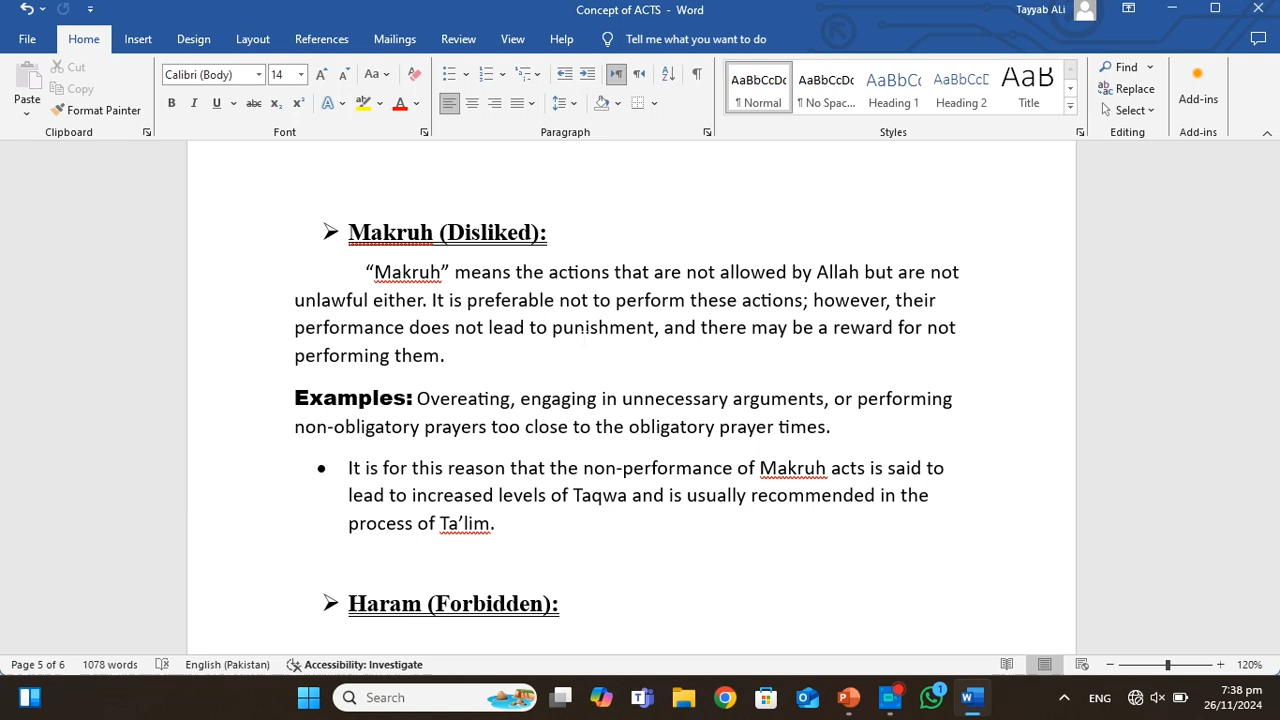 Concept of ACTS - Word
Tayyab ALi
File Home Insert Design Layout References Mailings Review View Help Tell me what you want to do
Cut
Copy
Paste
Format Painter
Clipboard
Calibri (Body) 14
Font
Paragraph
AaBbCcDc AaBbCcDc AaBbCc AaBbCcD AaB
¶ Normal ¶ No Spac... Heading 1 Heading 2 Title
Styles
Find
Replace
Select
Editing
Add-ins
Add-ins
➢ Makruh (Disliked):
“Makruh” means the actions that are not allowed by Allah but are not
unlawful either. It is preferable not to perform these actions; however, their
performance does not lead to punishment, and there may be a reward for not
performing them.
Examples: Overeating, engaging in unnecessary arguments, or performing
non-obligatory prayers too close to the obligatory prayer times.
• It is for this reason that the non-performance of Makruh acts is said to
lead to increased levels of Taqwa and is usually recommended in the
process of Ta’lim.
➢ Haram (Forbidden):
Page 5 of 6 1078 words English (Pakistan) Accessibility: Investigate 120%
Search
1
ENG
7:38 pm
26/11/2024